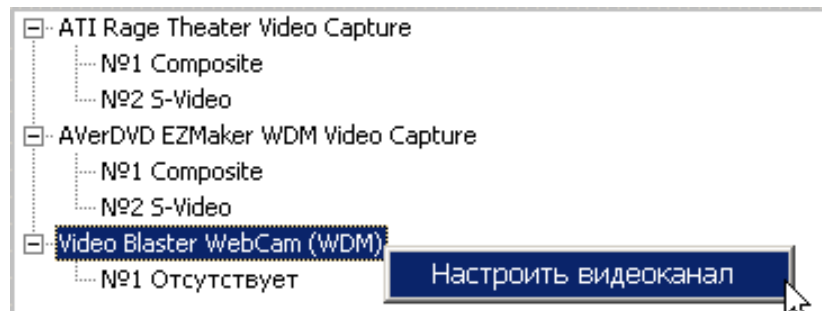 ATI Rage Theater Video Capture
№1 Composite
№2 S-Video
AVerDVD EZMaker WDM Video Capture
№1 Composite
№2 S-Video
Video Blaster WebCam (WDM)
Настроить видеоканал
№1 Отсутствует